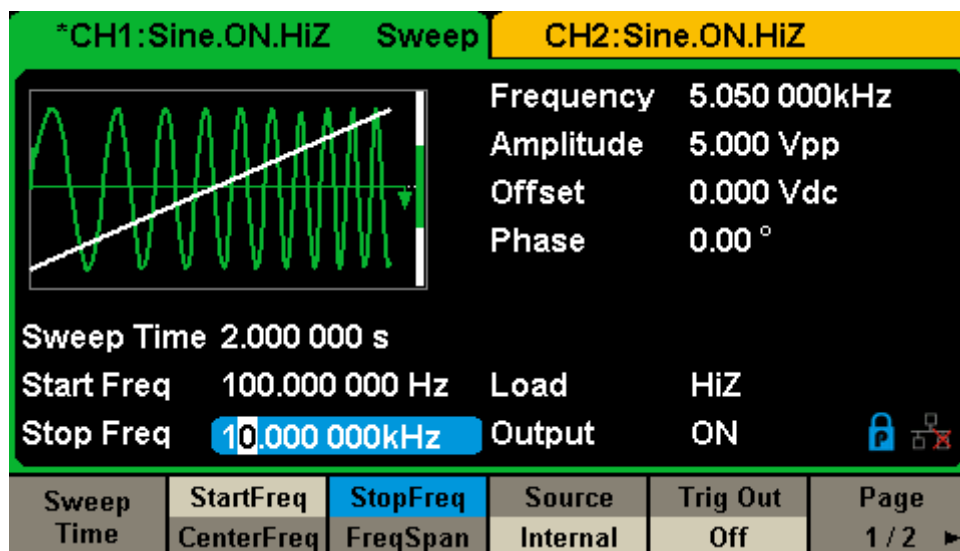 *CH1:Sine.ON.HiZ Sweep CH2:Sine.ON.HiZ
Frequency 5.050 000kHz
Amplitude 5.000 Vpp
Offset 0.000 Vdc
Phase 0.00 °
Sweep Time 2.000 000 s
Start Freq 100.000 000 Hz Load HiZ
Stop Freq 10.000 000kHz Output ON
P
Sweep Time
StartFreq
CenterFreq
StopFreq
FreqSpan
Source
Internal
Trig Out
Off
Page
1/2 ►